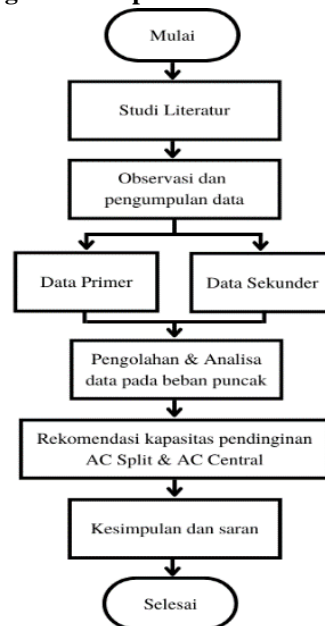 Mulai
Studi Literatur
Observasi dan
pengumpulan data
Data Primer
Data Sekunder
Pengolahan & Analisa
data pada beban puncak
Rekomendasi kapasitas pendinginan
AC Split & AC Central
Kesimpulan dan saran
Selesai